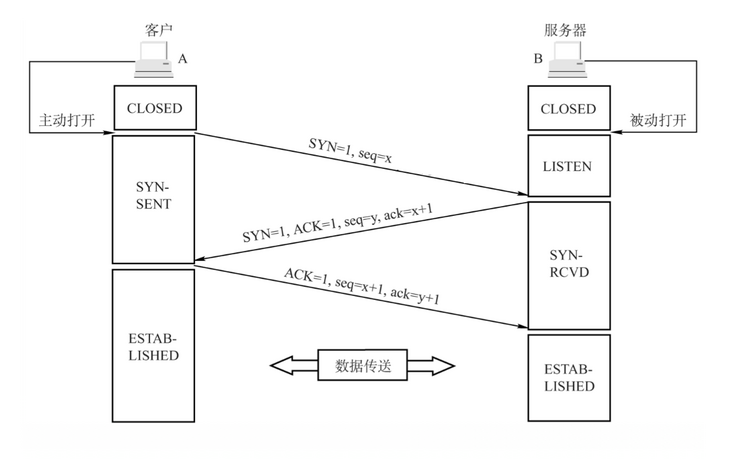 客户
服务器
A
B
CLOSED
CLOSED
主动打开
被动打开
SYN=1, seq=x
LISTEN
SYN-
SENT
SYN=1, ACK=1, seq=y, ack=x+1
SYN-
RCVD
ACK=1, seq=x+1, ack=y+1
ESTAB-
LISHED
数据传送
ESTAB-
LISHED